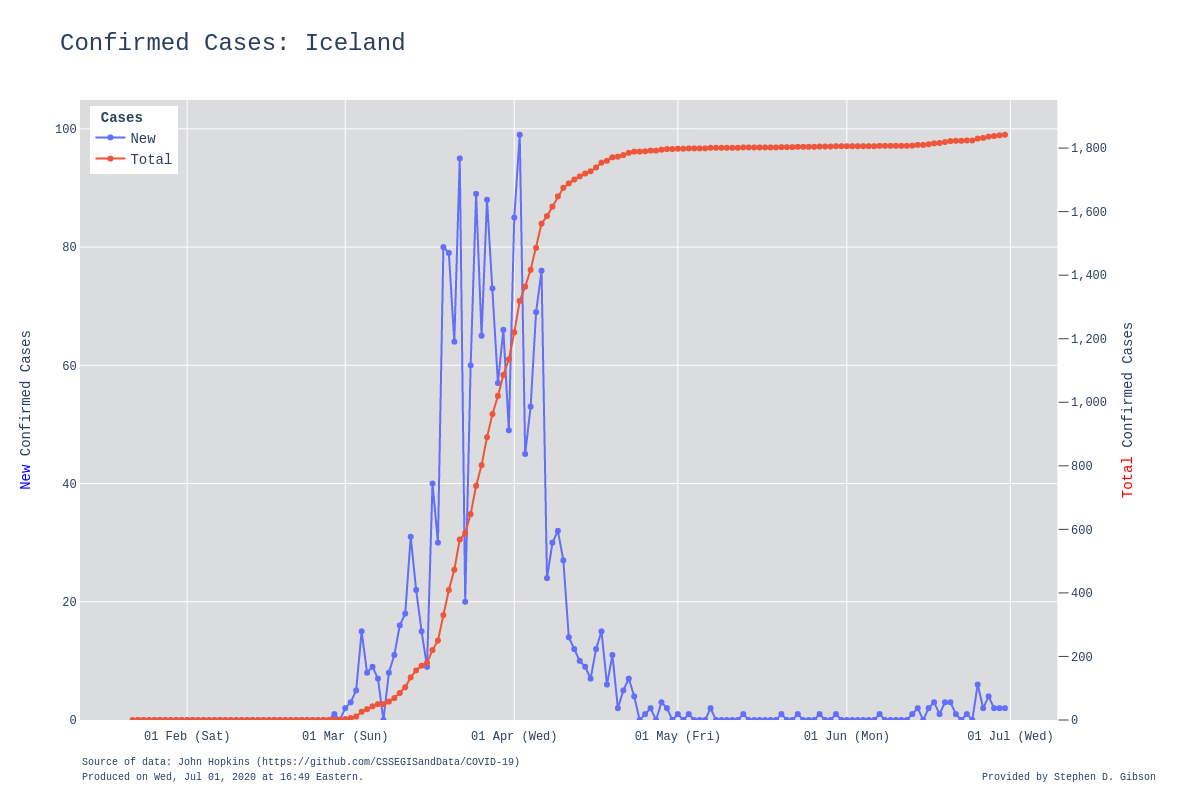 Confirmed Cases: Iceland
Cases
New
Total
100
80
60
40
20
0
1,800
1,600
1,400
1,200
1,000
800
600
400
200
0
New Confirmed Cases
Total Confirmed Cases
01 Feb (Sat) 01 Mar (Sun) 01 Apr (Wed) 01 May (Fri) 01 Jun (Mon) 01 Jul (Wed)
Source of data: John Hopkins (https://github.com/CSSEGISandData/COVID-19)
Produced on Wed, Jul 01, 2020 at 16:49 Eastern.
Provided by Stephen D. Gibson